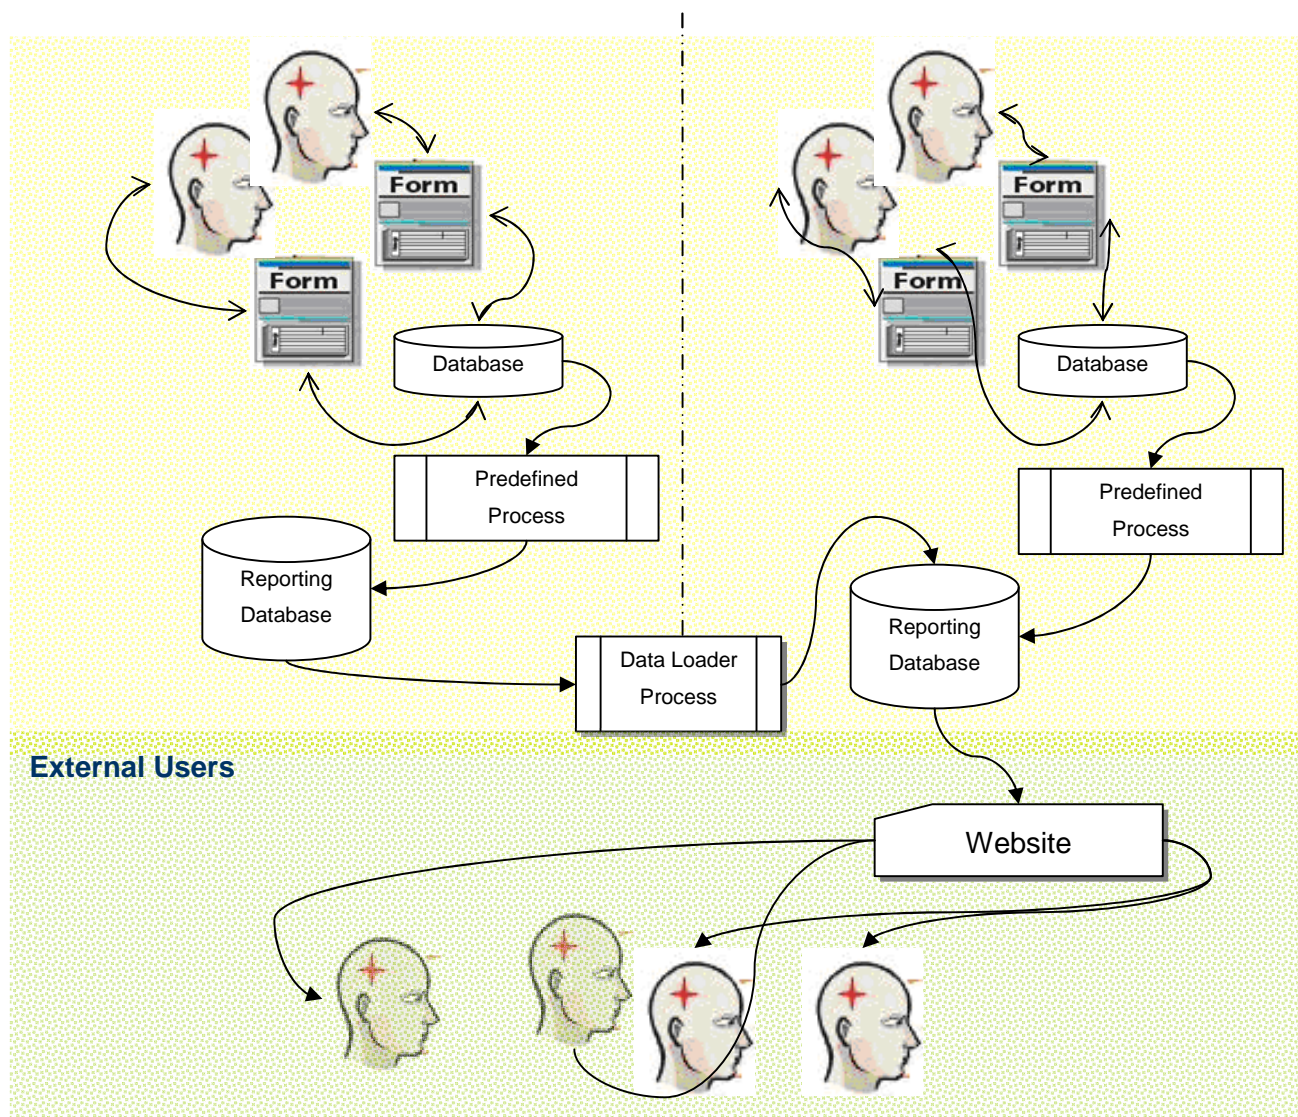 Form
Form
Form
Form
Database
Database
Predefined
Process
Predefined
Process
Reporting
Database
Reporting
Database
Data Loader
Process
External Users
Website